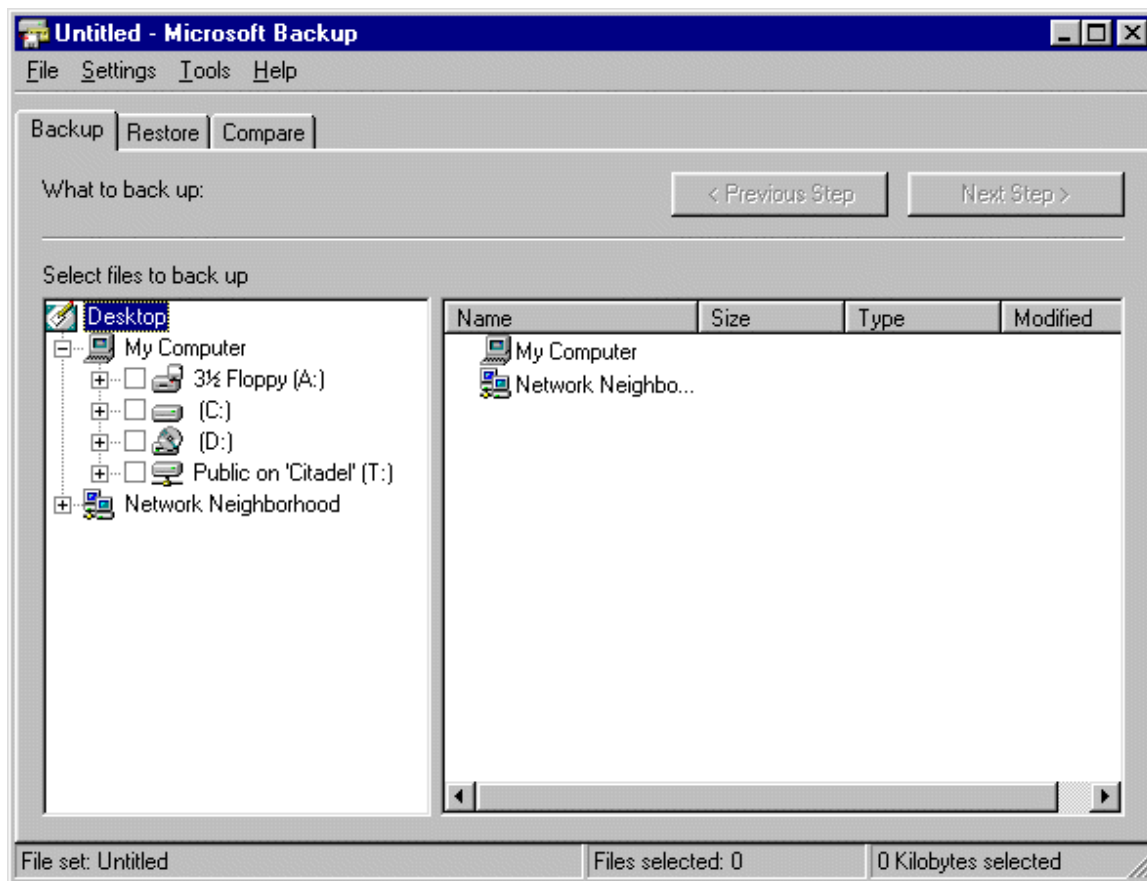 Untitled - Microsoft Backup
File Settings Tools Help
Backup Restore Compare
What to back up:
< Previous Step Next Step >
Select files to back up
Desktop
My Computer
3½ Floppy (A:)
(C:)
(D:)
Public on 'Citadel' (T:)
Network Neighborhood
Name Size Type Modified
My Computer
Network Neighbo...
File set: Untitled Files selected: 0 0 Kilobytes selected